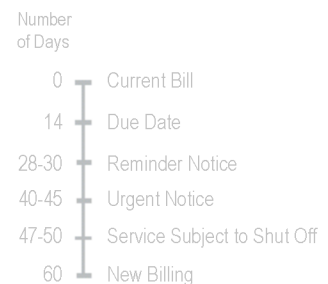 Number
of Days
0 Current Bill
14 Due Date
28-30 Reminder Notice
40-45 Urgent Notice
47-50 Service Subject to Shut Off
60 New Billing